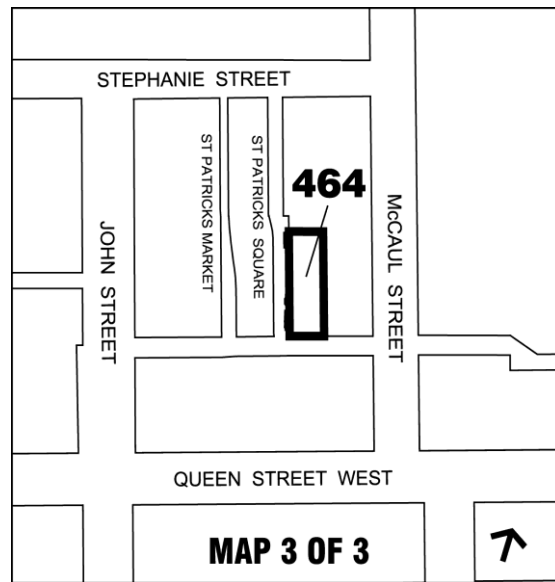 STEPHANIE STREET
ST PATRICKS MARKET
ST PATRICKS SQUARE
464
JOHN STREET
McCAUL STREET
QUEEN STREET WEST
MAP 3 OF 3